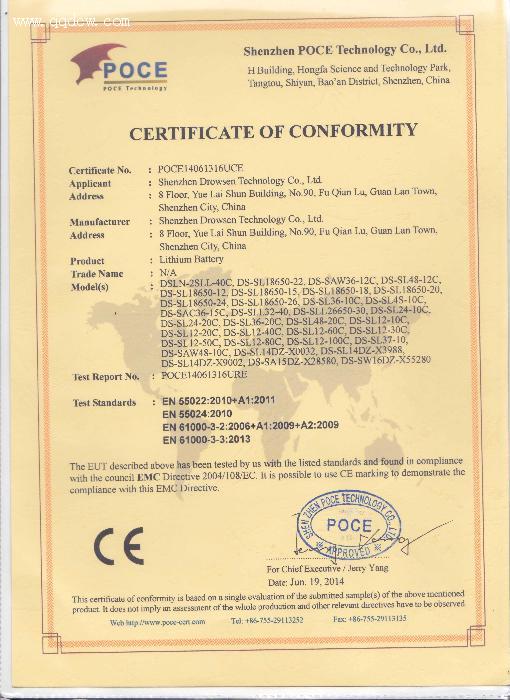 www.qqdcw.com
POCE
POCE Technology
Shenzhen POCE Technology Co., Ltd.
H Building, Hongfa Science and Technology Park,
Tangtou, Shiyan, Bao'an District, Shenzhen, China
CERTIFICATE OF CONFORMITY
Certificate No. : POCE14061316UCE
Applicant : Shenzhen Drowsen Technology Co., Ltd.
Address : 8 Floor, Yue Lai Shun Building, No.90, Fu Qian Lu, Guan Lan Town,
Shenzhen City, China
Manufacturer : Shenzhen Drowsen Technology Co., Ltd.
Address : 8 Floor, Yue Lai Shun Building, No.90, Fu Qian Lu, Guan Lan Town,
Shenzhen City, China
Product : Lithium Battery
Trade Name : N/A
Model(s) : DSLN-2SLL-40C, DS-SL18650-22, DS-SAW36-12C, DS-SL48-12C,
DS-SL18650-12, DS-SL18650-15, DS-SL18650-18, DS-SL18650-20,
DS-SL18650-24, DS-SL18650-26, DS-SL36-10C, DS-SL48-10C,
DS-SAC36-15C, DS-SLL32-40, DS-SLL26650-30, DS-SL24-10C,
DS-SL24-20C, DS-SL36-20C, DS-SL48-20C, DS-SL12-10C,
DS-SL12-20C, DS-SL12-40C, DS-SL12-60C, DS-SL12-30C,
DS-SL12-50C, DS-SL12-80C, DS-SL12-100C, DS-SL37-10,
DS-SAW48-10C, DS-SL14DZ-X0032, DS-SL14DZ-X3988,
DS-SL14DZ-X9002, DS-SA15DZ-X28580, DS-SW16DZ-X55280
Test Report No. : POCE14061316URE
Test Standards : EN 55022:2010+A1:2011
EN 55024:2010
EN 61000-3-2:2006+A1:2009+A2:2009
EN 61000-3-3:2013
The EUT described above has been tested by us with the listed standards and found in compliance
with the council EMC Directive 2004/108/EC. It is possible to use CE marking to demonstrate the
compliance with this EMC Directive.
CE
SHEN ZHEN POCE TECHNOLOGY CO., LTD.
POCE
APPROVED
For Chief Executive / Jerry Yang
Date: Jun. 19, 2014
This certificate of conformity is based on a single evaluation of the submitted sample(s) of the above mentioned
product. It does not imply an assessment of the whole production and other relevant directives have to be observed
Web http://www.poce-cert.com Tel: +86-755-29113252 Fax: +86-755-29113135